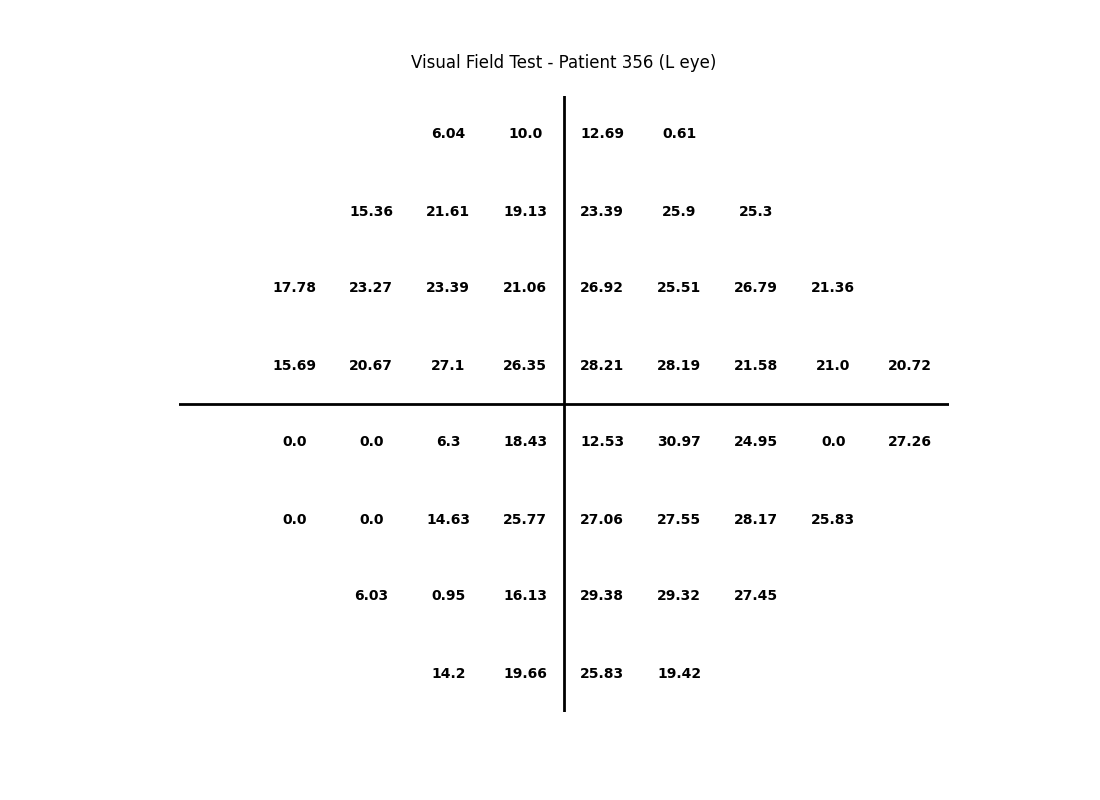 Visual Field Test - Patient 356 (L eye)
6.04 10.0 12.69 0.61
15.36 21.61 19.13 23.39 25.9 25.3
17.78 23.27 23.39 21.06 26.92 25.51 26.79 21.36
15.69 20.67 27.1 26.35 28.21 28.19 21.58 21.0 20.72
0.0 0.0 6.3 18.43 12.53 30.97 24.95 0.0 27.26
0.0 0.0 14.63 25.77 27.06 27.55 28.17 25.83
6.03 0.95 16.13 29.38 29.32 27.45
14.2 19.66 25.83 19.42